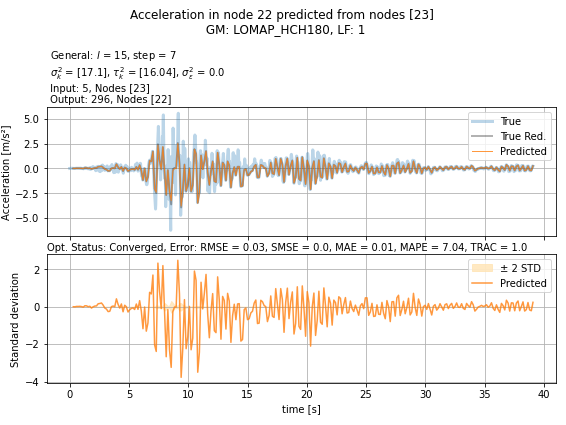 Acceleration in node 22 predicted from nodes [23]
GM: LOMAP_HCH180, LF: 1
General: l = 15, step = 7
σ²ₖ = [17.1], τ²ₖ = [16.04], σ²ε = 0.0
Input: 5, Nodes [23]
Output: 296, Nodes [22]
Acceleration [m/s²]
5.0
2.5
0.0
−2.5
−5.0
True
True Red.
Predicted
Opt. Status: Converged, Error: RMSE = 0.03, SMSE = 0.0, MAE = 0.01, MAPE = 7.04, TRAC = 1.0
Standard deviation
2
0
−2
−4
± 2 STD
Predicted
0 5 10 15 20 25 30 35 40
time [s]